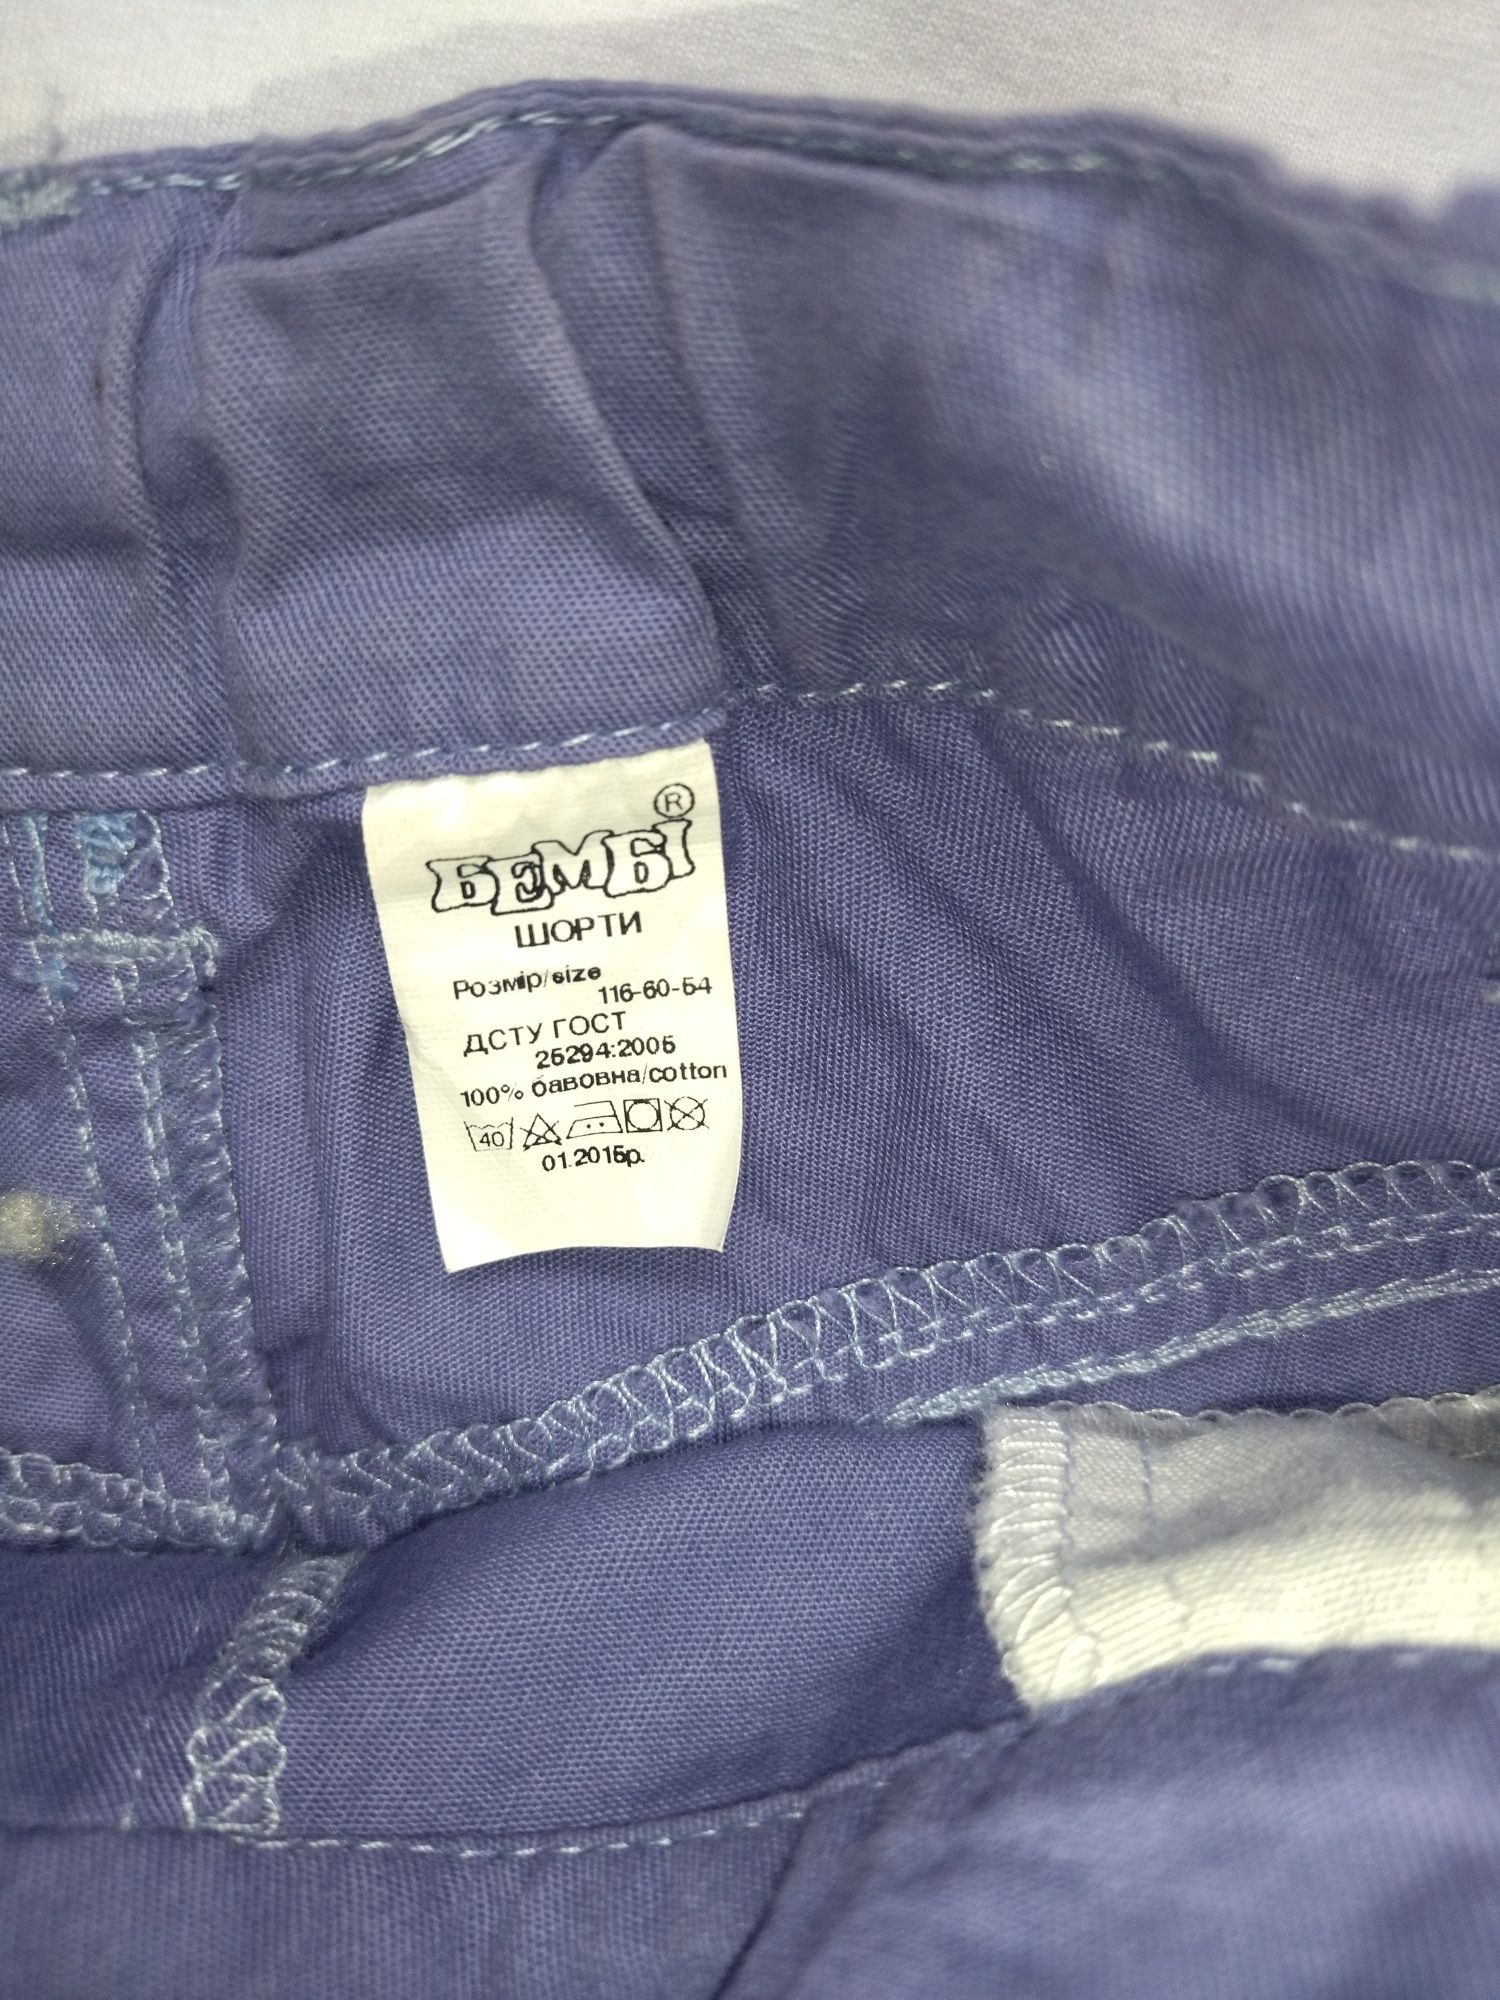 БЕМБІ ®
ШОРТИ
Розмір/size
116-60-54
ДСТУ ГОСТ
25294:2005
100% бавовна/cotton
40
01.2015р.